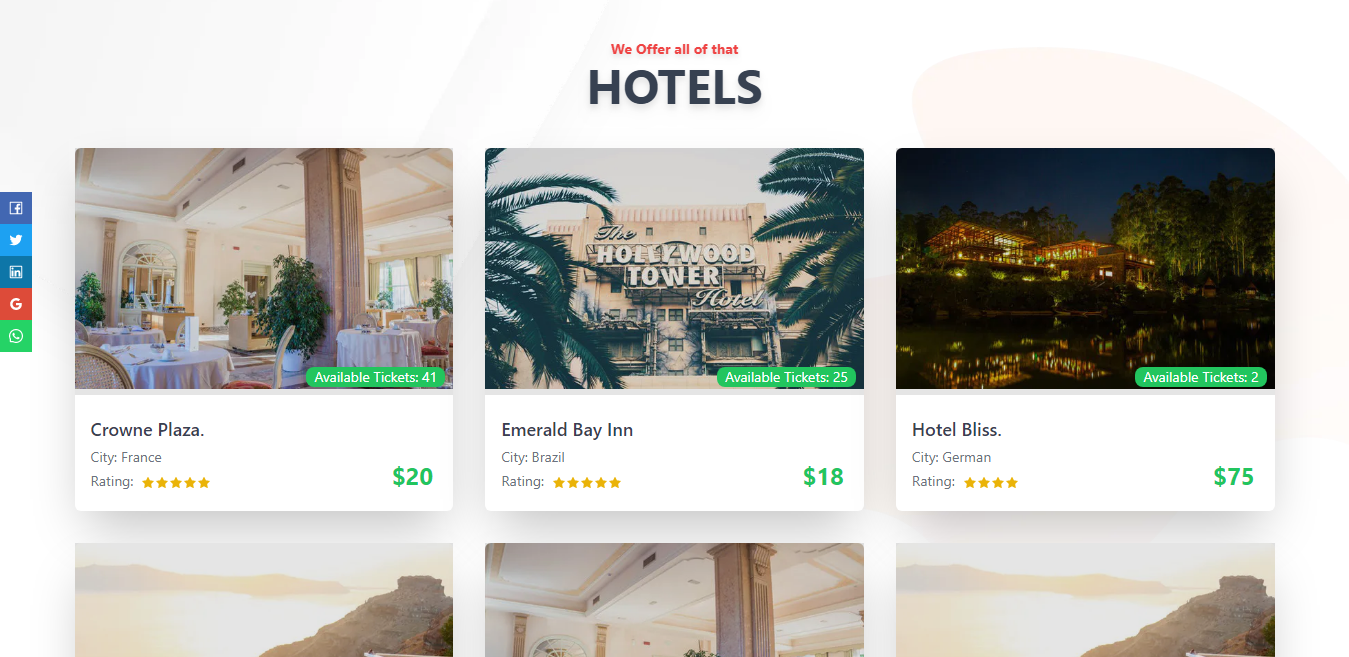 We Offer all of that
HOTELS
The
HOLLYWOOD
TOWER
Hotel
Available Tickets: 41
Available Tickets: 25
Available Tickets: 2
Crowne Plaza.
City: France
Rating:
$20
Emerald Bay Inn
City: Brazil
Rating:
$18
Hotel Bliss.
City: German
Rating:
$75